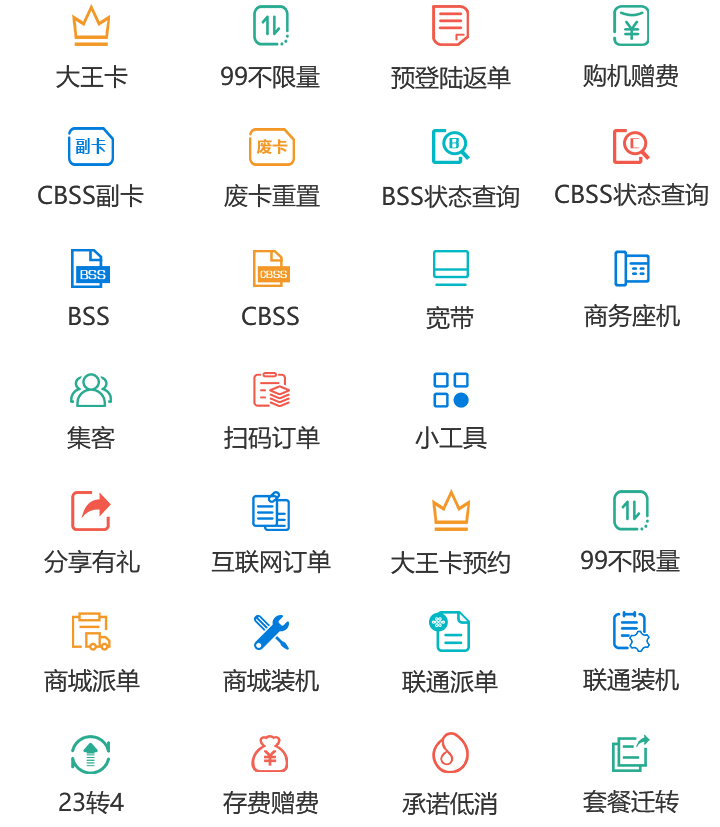 大王卡 99不限量 预登陆返单 购机赠费
副卡 废卡 B C
CBSS副卡 废卡重置 BSS状态查询 CBSS状态查询
BSS CBSS
BSS CBSS 宽带 商务座机
集客 扫码订单 小工具
分享有礼 互联网订单 大王卡预约 99不限量
商城派单 商城装机 联通派单 联通装机
23转4 存费赠费 承诺低消 套餐迁转